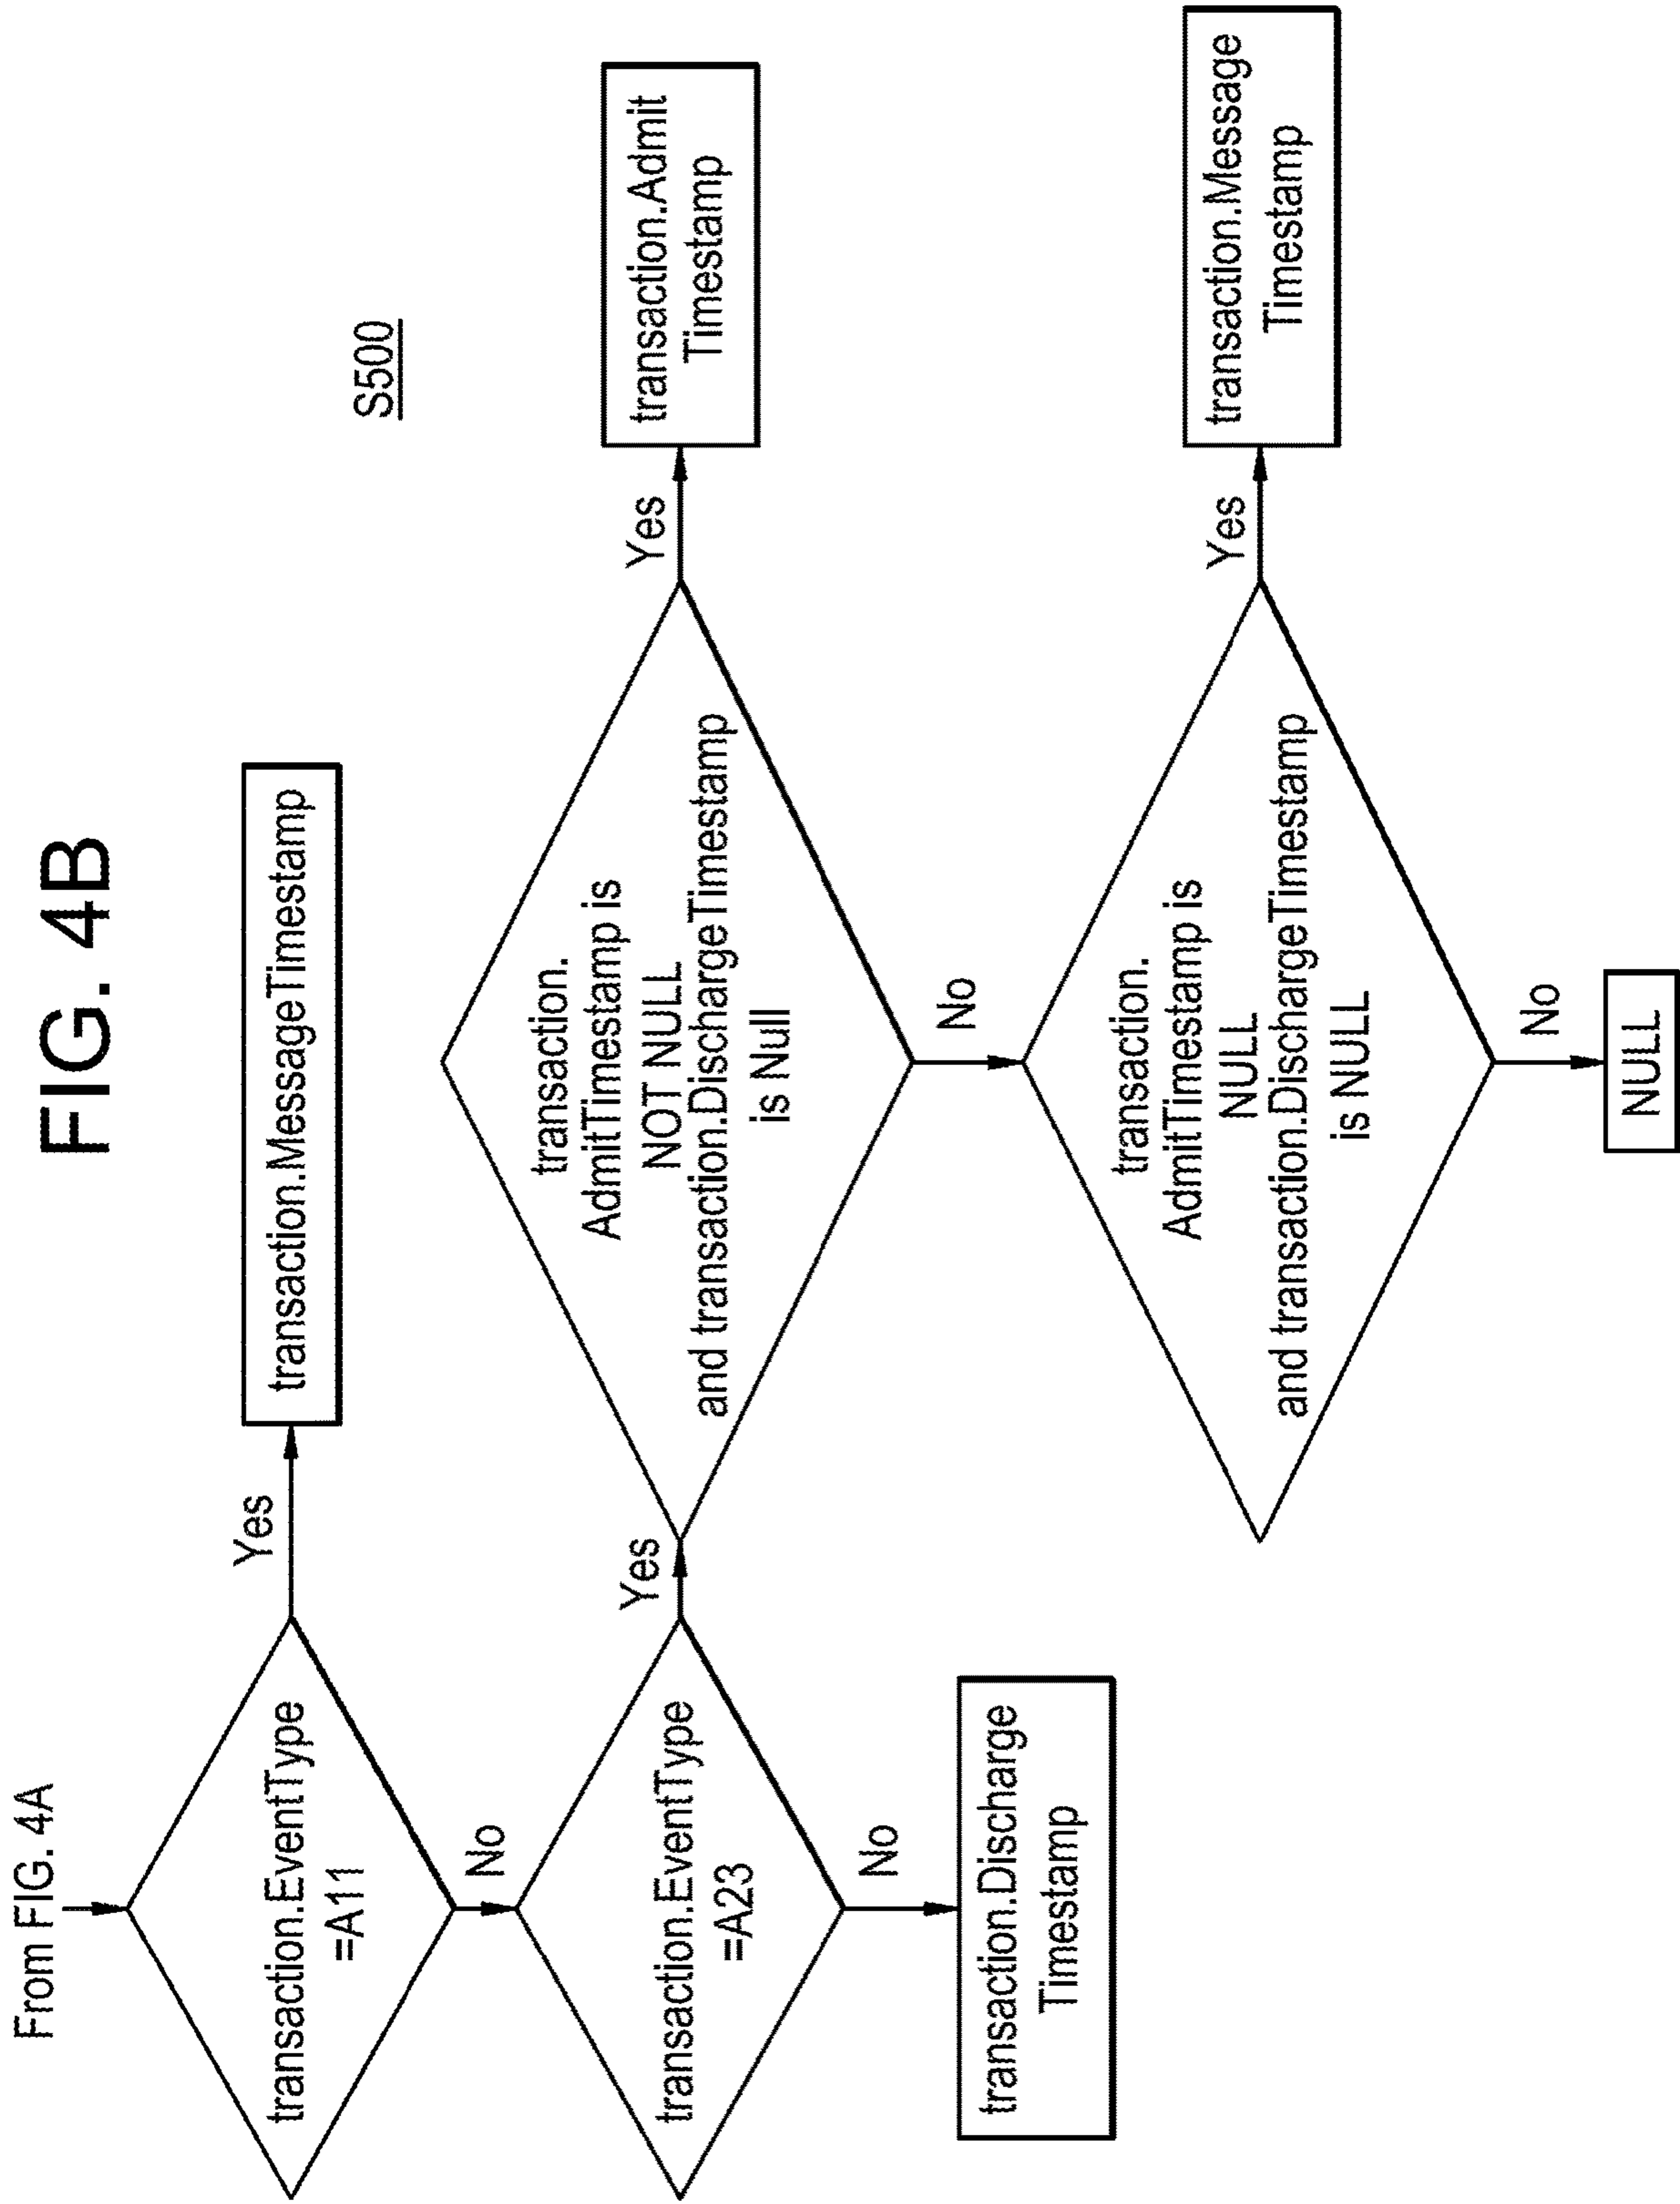 FIG. 4B
S500
From FIG. 4A
transaction.EventType
=A11
Yes
transaction.MessageTimestamp
No
transaction.EventType
=A23
Yes
transaction.
AdmitTimestamp is
NOT NULL
and transaction.DischargeTimestamp
is Null
Yes
transaction.Admit
Timestamp
No
transaction.Discharge
Timestamp
No
transaction.
AdmitTimestamp is
NULL
and transaction.DischargeTimestamp
is NULL
Yes
transaction.Message
Timestamp
No
NULL